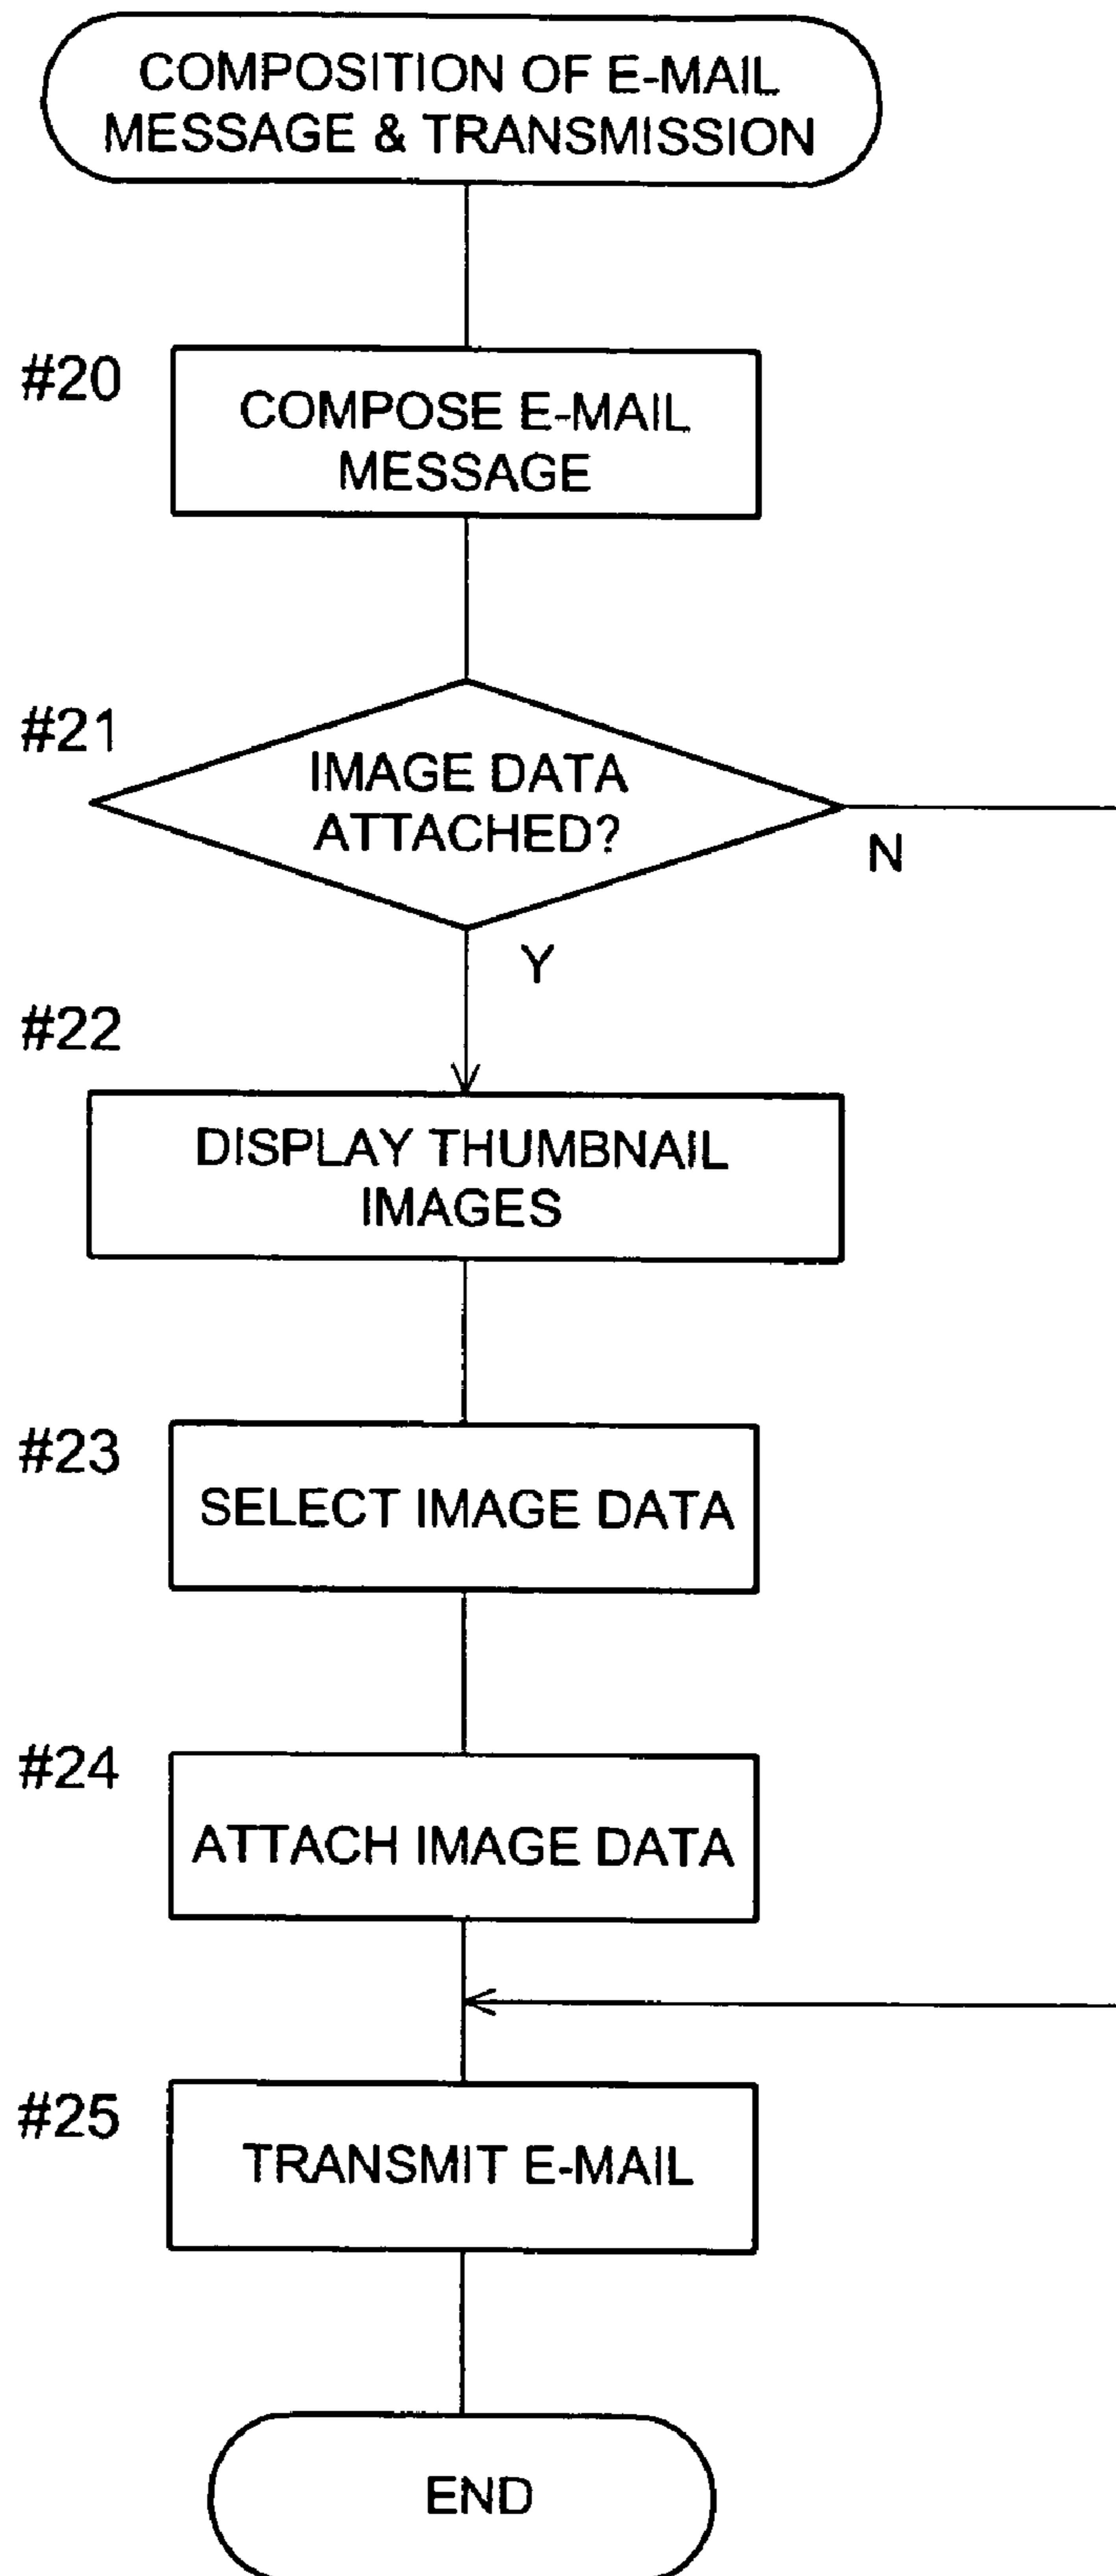 COMPOSITION OF E-MAIL
MESSAGE & TRANSMISSION
#20
COMPOSE E-MAIL
MESSAGE
#21
IMAGE DATA
ATTACHED?
N
Y
#22
DISPLAY THUMBNAIL
IMAGES
#23
SELECT IMAGE DATA
#24
ATTACH IMAGE DATA
#25
TRANSMIT E-MAIL
END